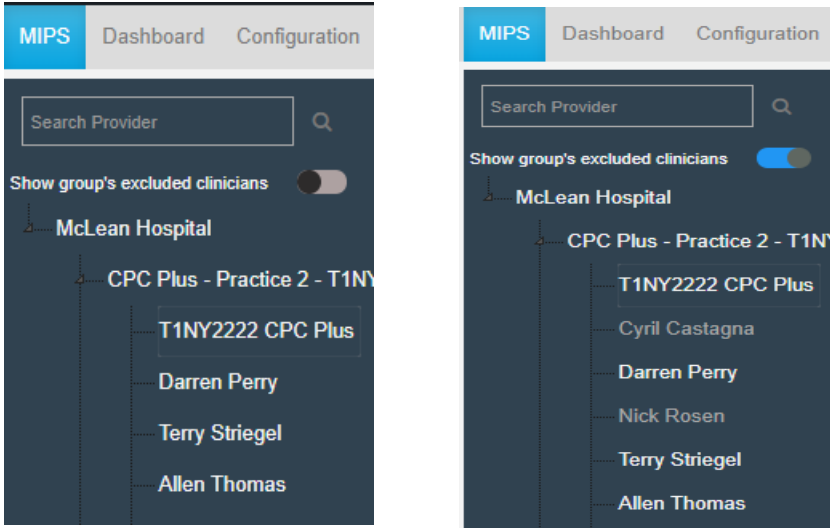 MIPS Dashboard Configuration
Search Provider
Show group's excluded clinicians
McLean Hospital
CPC Plus - Practice 2 - T1NY
T1NY2222 CPC Plus
Darren Perry
Terry Striegel
Allen Thomas
MIPS Dashboard Configuration
Search Provider
Show group's excluded clinicians
McLean Hospital
CPC Plus - Practice 2 - T1NY
T1NY2222 CPC Plus
Cyril Castagna
Darren Perry
Nick Rosen
Terry Striegel
Allen Thomas